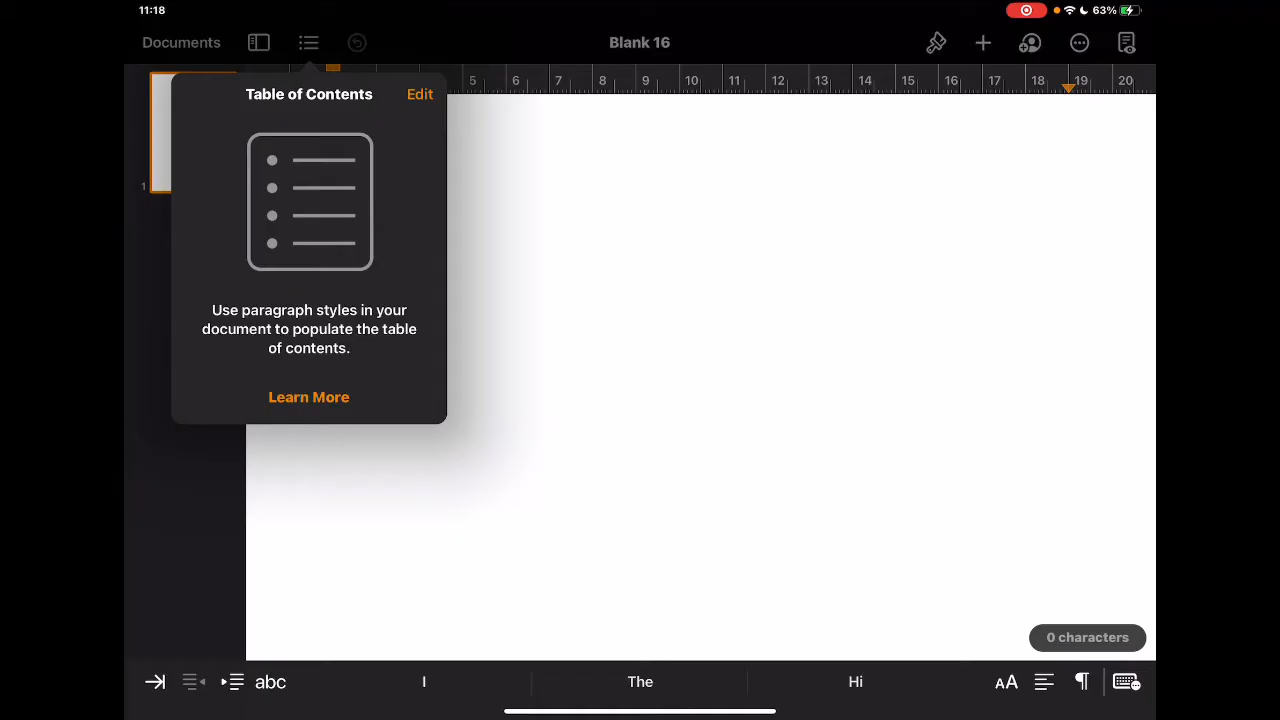 11:18
63%
Documents
Blank 16
5 6 7 8 9 10 11 12 13 14 15 16 17 18 19 20
Table of Contents
Edit
1
Use paragraph styles in your
document to populate the table
of contents.
Learn More
0 characters
abc
I
The
Hi
AA